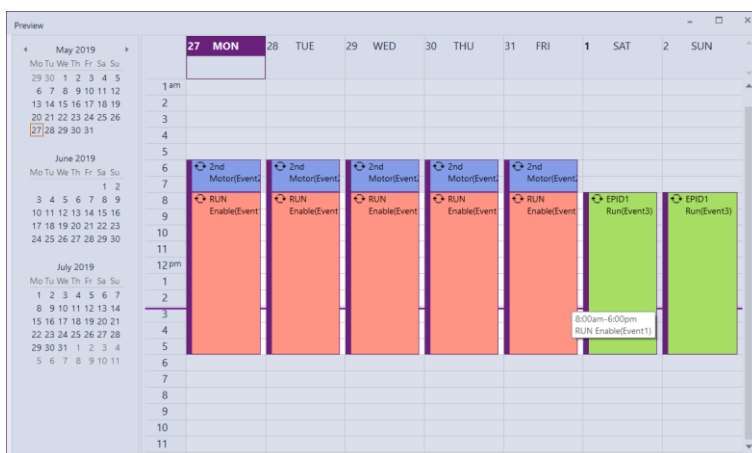 Preview
May 2019
Mo Tu We Th Fr Sa Su
29 30 1 2 3 4 5
6 7 8 9 10 11 12
13 14 15 16 17 18 19
20 21 22 23 24 25 26
27 28 29 30 31
June 2019
Mo Tu We Th Fr Sa Su
1 2
3 4 5 6 7 8 9
10 11 12 13 14 15 16
17 18 19 20 21 22 23
24 25 26 27 28 29 30
July 2019
Mo Tu We Th Fr Sa Su
1 2 3 4 5 6 7
8 9 10 11 12 13 14
15 16 17 18 19 20 21
22 23 24 25 26 27 28
29 30 31 1 2 3 4
5 6 7 8 9 10 11
27 MON 28 TUE 29 WED 30 THU 31 FRI 1 SAT 2 SUN
1 am
2
3
4
5
6 2nd 2nd 2nd 2nd 2nd
7 Motor(Event2 Motor(Event2 Motor(Event2 Motor(Event2 Motor(Event2
8 RUN RUN RUN RUN RUN EPID1 EPID1
9 Enable(Event1 Enable(Event Enable(Event Enable(Event Enable(Event Run(Event3) Run(Event3)
10
11
12 pm
1
2
3
8:00am-6:00pm
4 RUN Enable(Event1)
5
6
7
8
9
10
11